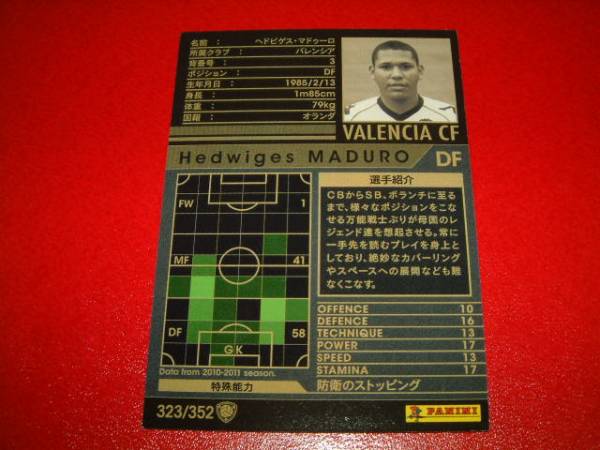 名前 : ヘドビゲス・マドゥーロ
所属クラブ : バレンシア
背番号 : 3
ポジション : DF
生年月日 : 1985/2/13
身長 : 1m85cm
体重 : 79kg
国籍 : オランダ
VALENCIA CF
Hedwiges MADURO DF
FW 1
MF 41
DF 58
GK
Data from 2010-2011 season.
選手紹介
CBからSB、ボランチに至る
まで、様々なポジションをこなせ
る万能戦士ぶりが母国のレ
ジェンド達を想起させる。常に
一手先を読むプレイを身上と
しており、絶妙なカバーリング
やスペースへの展開なども難
なくこなす。
OFFENCE 10
DEFENCE 16
TECHNIQUE 13
POWER 17
SPEED 13
STAMINA 17
特殊能力 防衛のストッピング
323/352
PANINI